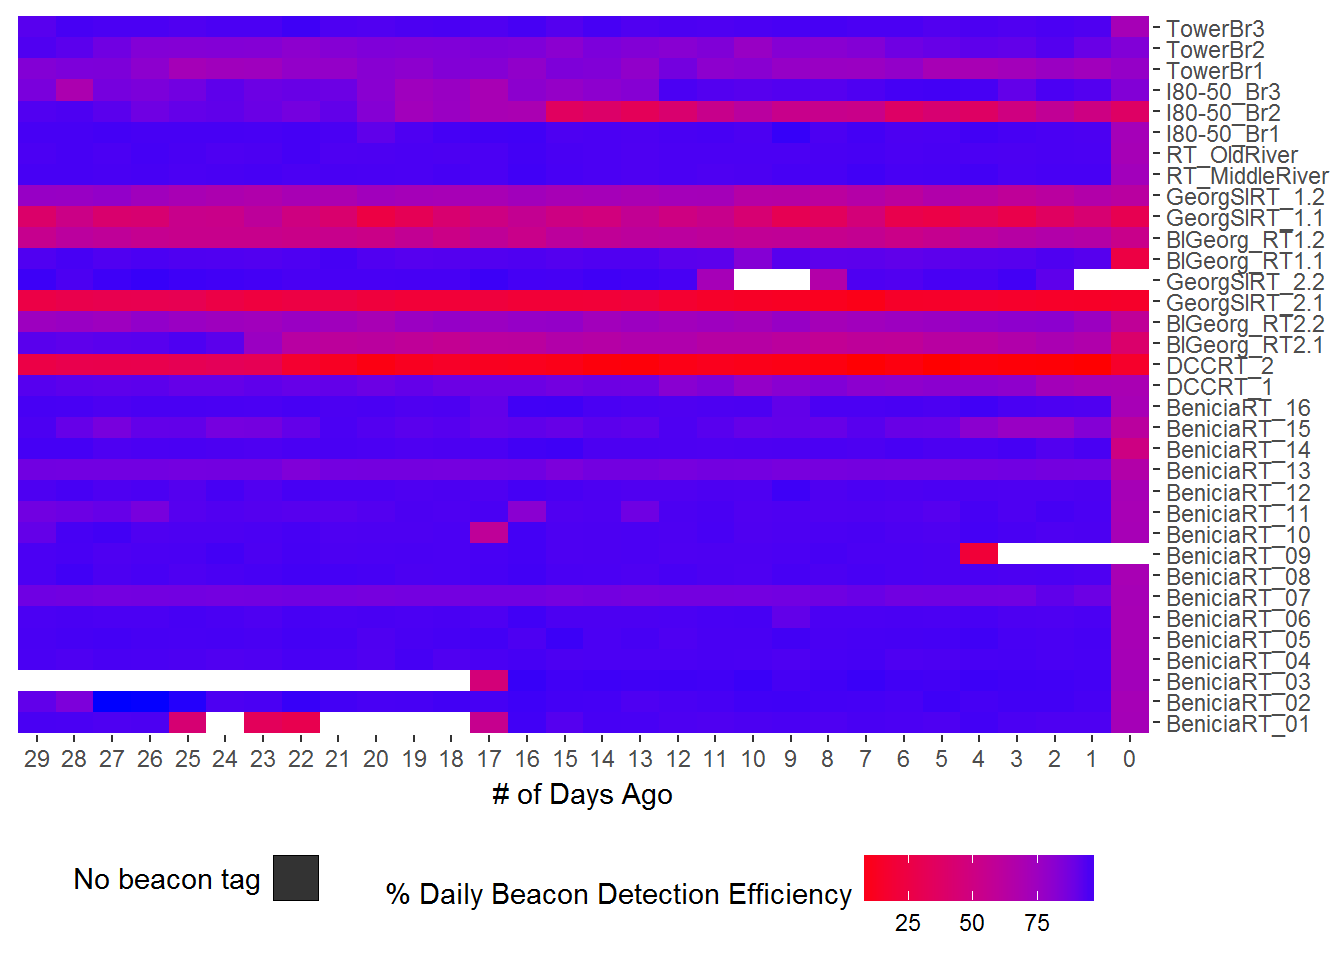 TowerBr3
TowerBr2
TowerBr1
I80-50_Br3
I80-50_Br2
I80-50_Br1
RT_OldRiver
RT_MiddleRiver
GeorgSlRT_1.2
GeorgSlRT_1.1
BlGeorg_RT1.2
BlGeorg_RT1.1
GeorgSlRT_2.2
GeorgSlRT_2.1
BlGeorg_RT2.2
BlGeorg_RT2.1
DCCRT_2
DCCRT_1
BeniciaRT_16
BeniciaRT_15
BeniciaRT_14
BeniciaRT_13
BeniciaRT_12
BeniciaRT_11
BeniciaRT_10
BeniciaRT_09
BeniciaRT_08
BeniciaRT_07
BeniciaRT_06
BeniciaRT_05
BeniciaRT_04
BeniciaRT_03
BeniciaRT_02
BeniciaRT_01
29 28 27 26 25 24 23 22 21 20 19 18 17 16 15 14 13 12 11 10 9 8 7 6 5 4 3 2 1 0
# of Days Ago
No beacon tag
% Daily Beacon Detection Efficiency
25 50 75